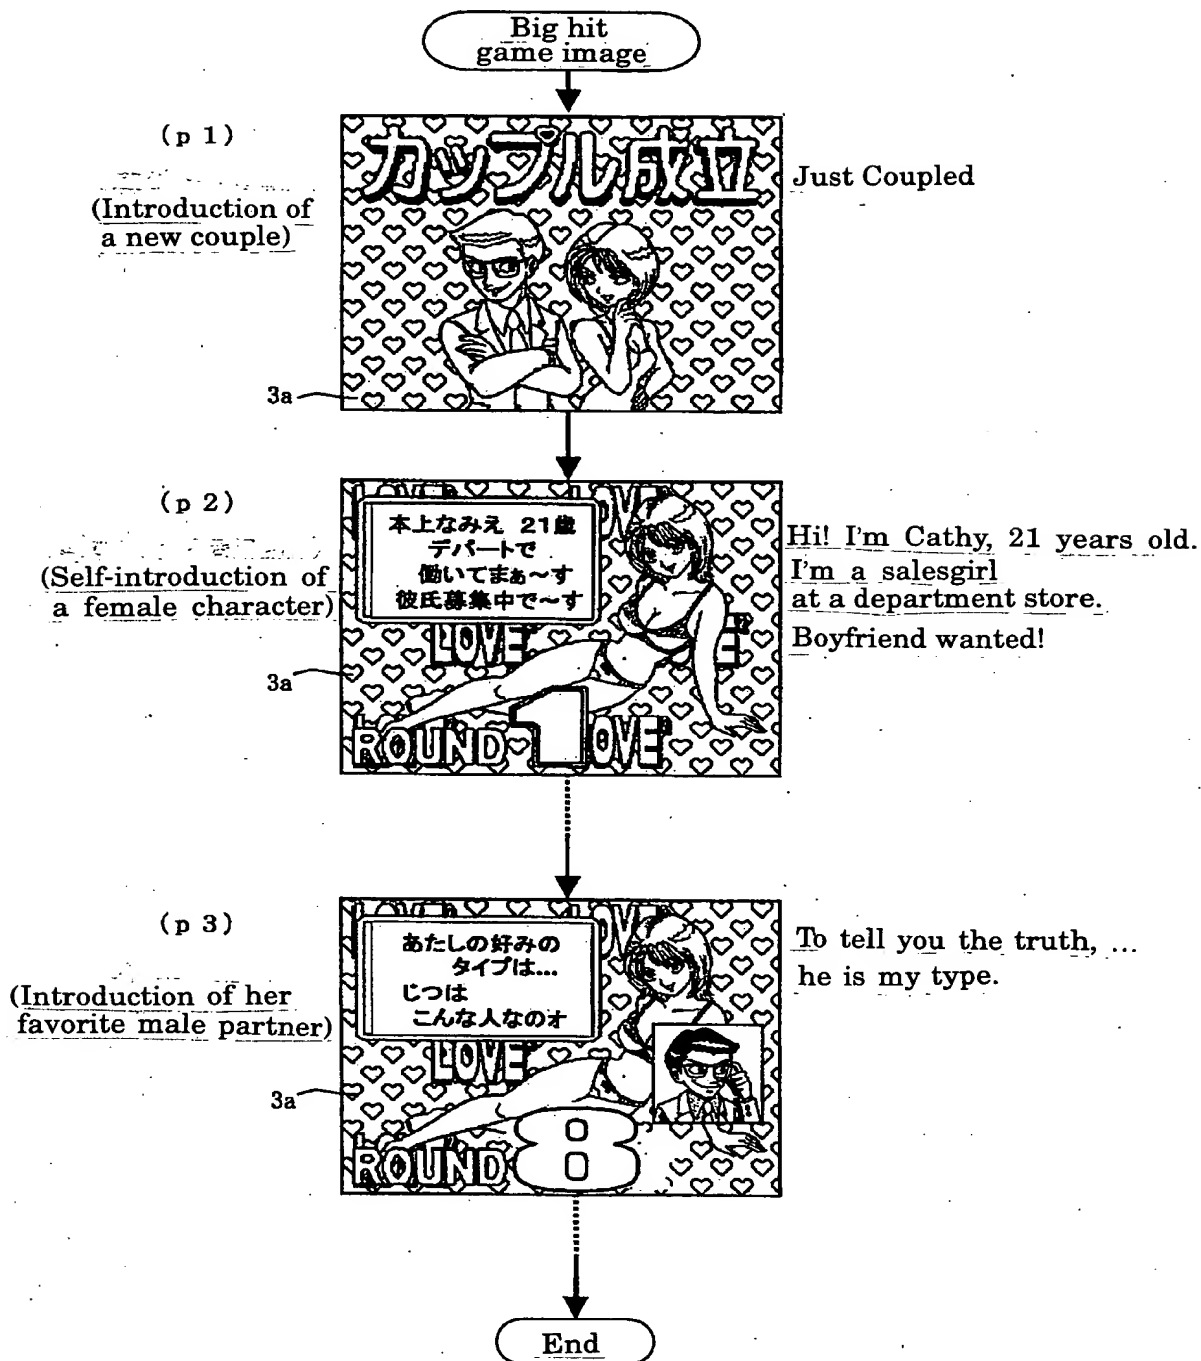 Big hit
game image
(p 1)
(Introduction of
a new couple)
カップル成立
Just Coupled
3a
(p 2)
(Self-introduction of
a female character)
LOVE
LOVE
本上なみえ 21歳
デパートで
働いてまぁ〜す
彼氏募集中で〜す
LOVE
ROUND 1
OVE
Hi! I'm Cathy, 21 years old.
I'm a salesgirl
at a department store.
Boyfriend wanted!
3a
(p 3)
(Introduction of her
favorite male partner)
あたしの好みの
タイプは...
じつは
こんな人なのオ
LOVE
ROUND 8
To tell you the truth, ...
he is my type.
3a
End